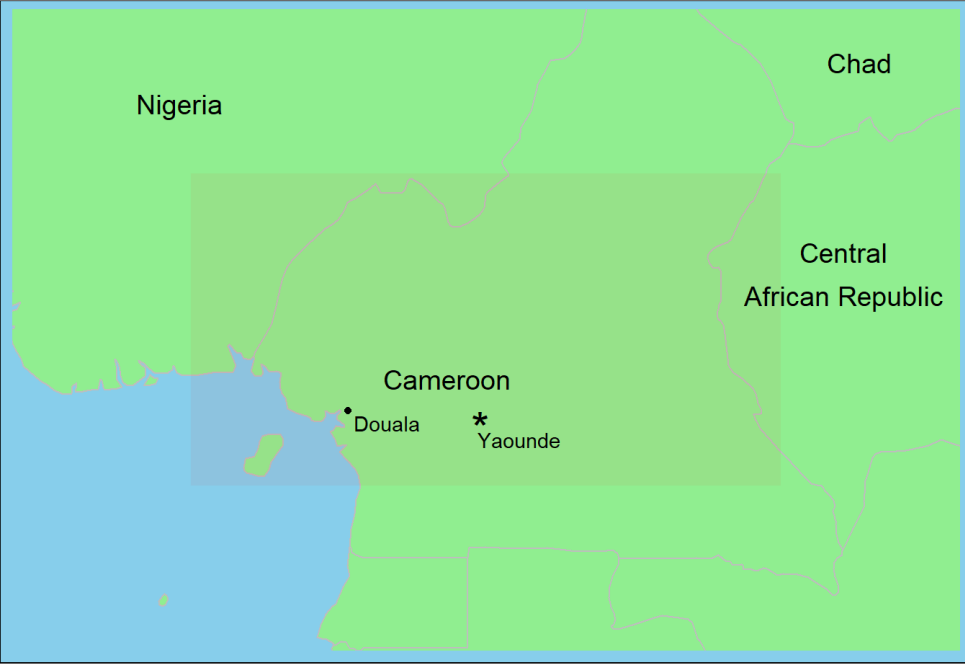 Chad
Nigeria
Central
African Republic
Cameroon
Douala
*
Yaounde